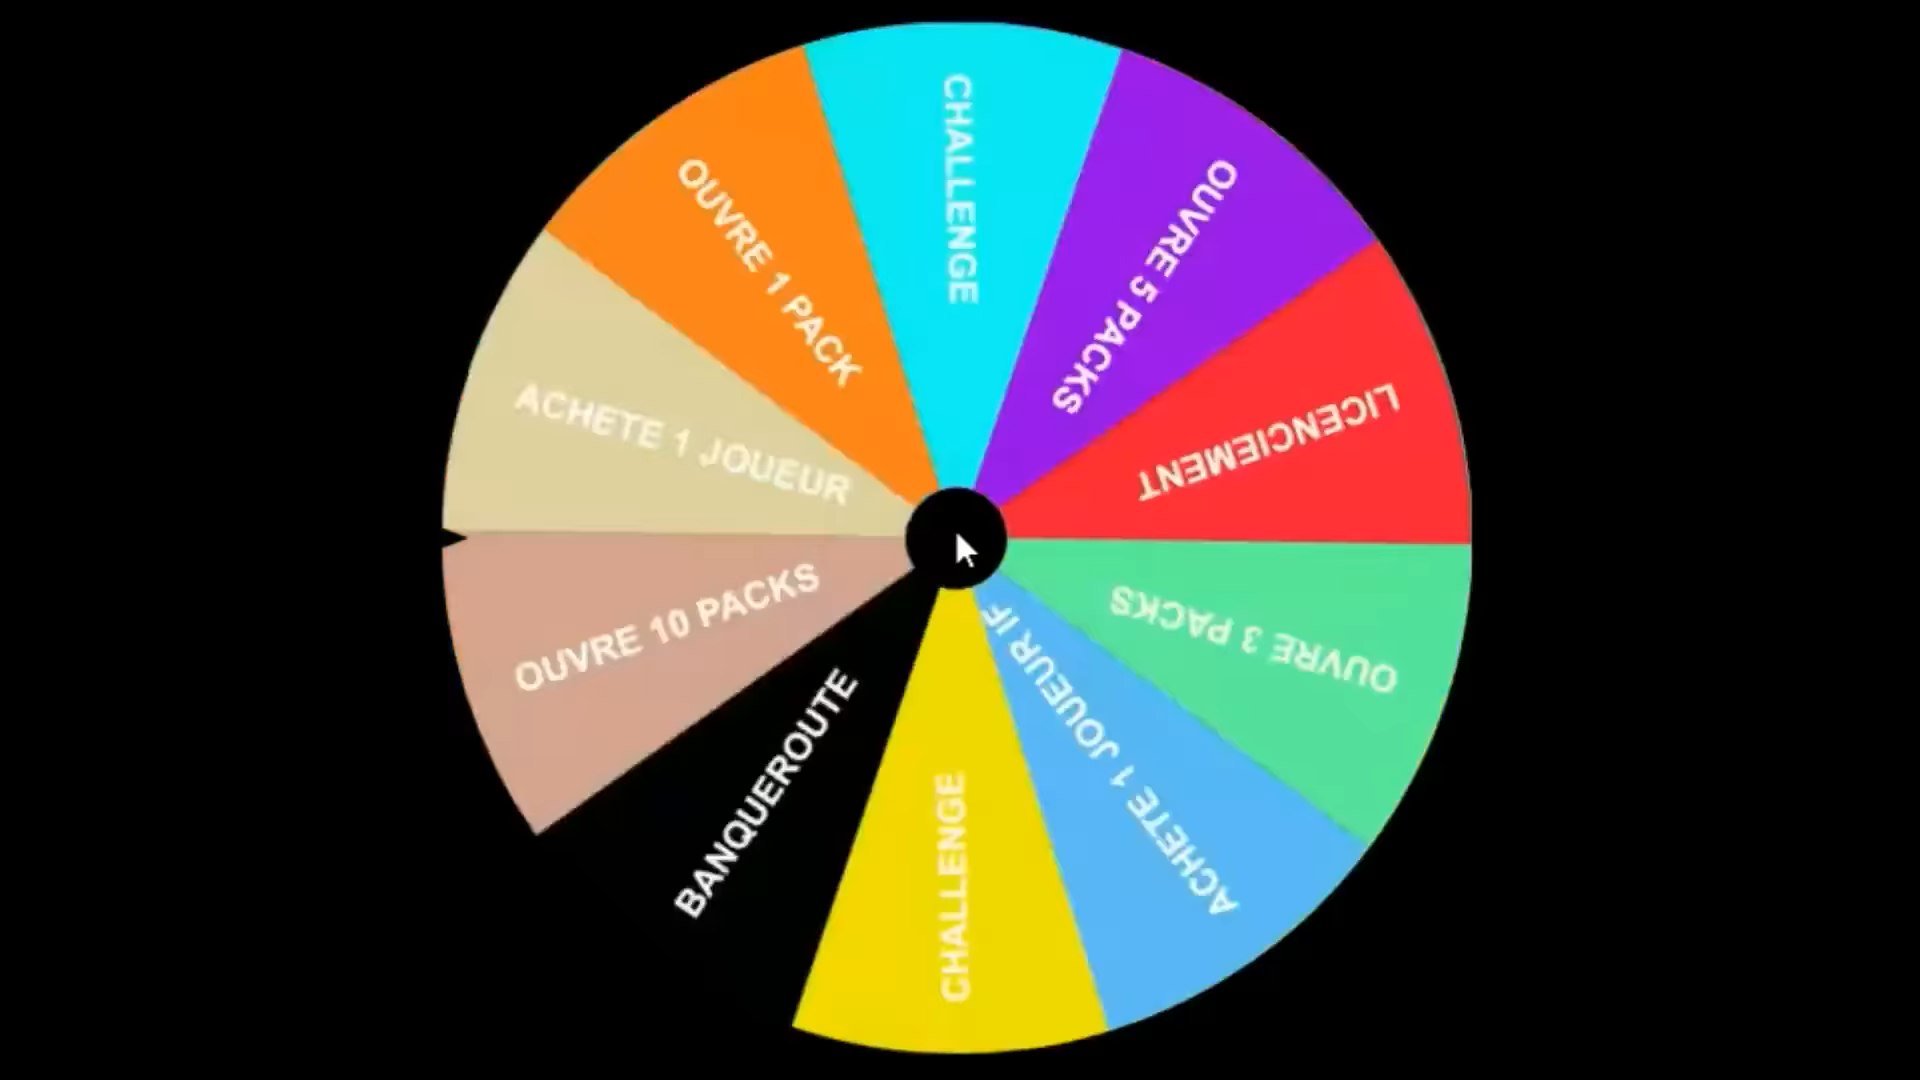 CHALLENGE
OUVRE 5 PACKS
LICENCIEMENT
OUVRE 3 PACKS
ACHETE 1 JOUEUR IF
CHALLENGE
BANQUEROUTE
OUVRE 10 PACKS
ACHETE 1 JOUEUR
OUVRE 1 PACK